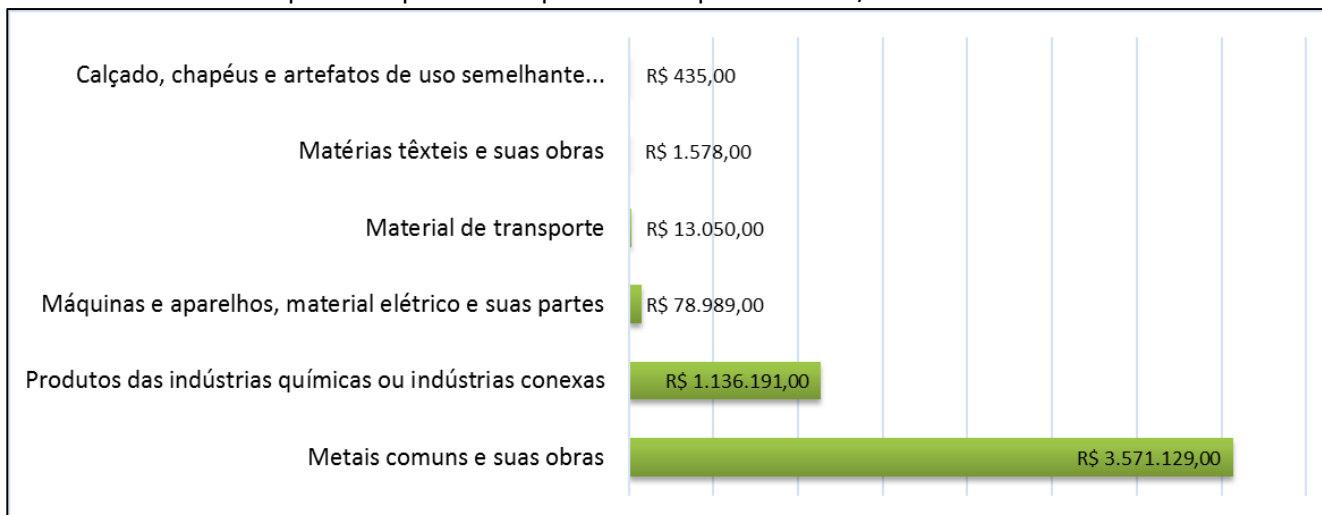 Calçado, chapéus e artefatos de uso semelhante... R$ 435,00
Matérias têxteis e suas obras R$ 1.578,00
Material de transporte R$ 13.050,00
Máquinas e aparelhos, material elétrico e suas partes R$ 78.989,00
Produtos das indústrias químicas ou indústrias conexas R$ 1.136.191,00
Metais comuns e suas obras R$ 3.571.129,00